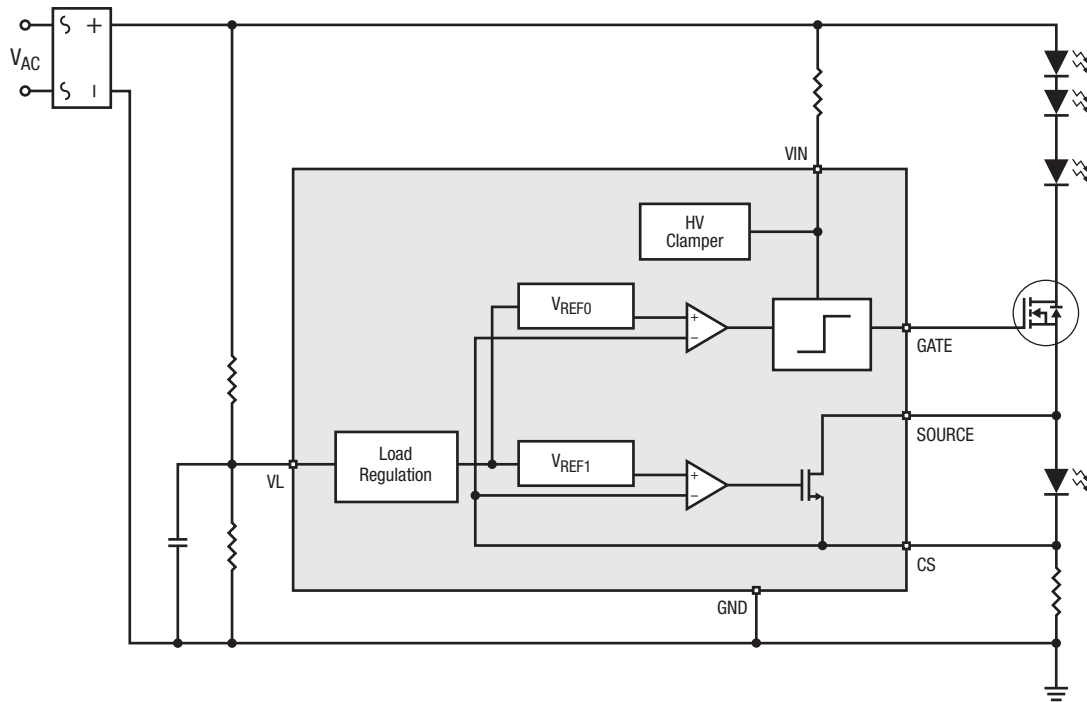 V_AC
+
−
VIN
HV
Clamper
V_REF0
+
−
GATE
SOURCE
Load
Regulation
VL
V_REF1
+
−
CS
GND